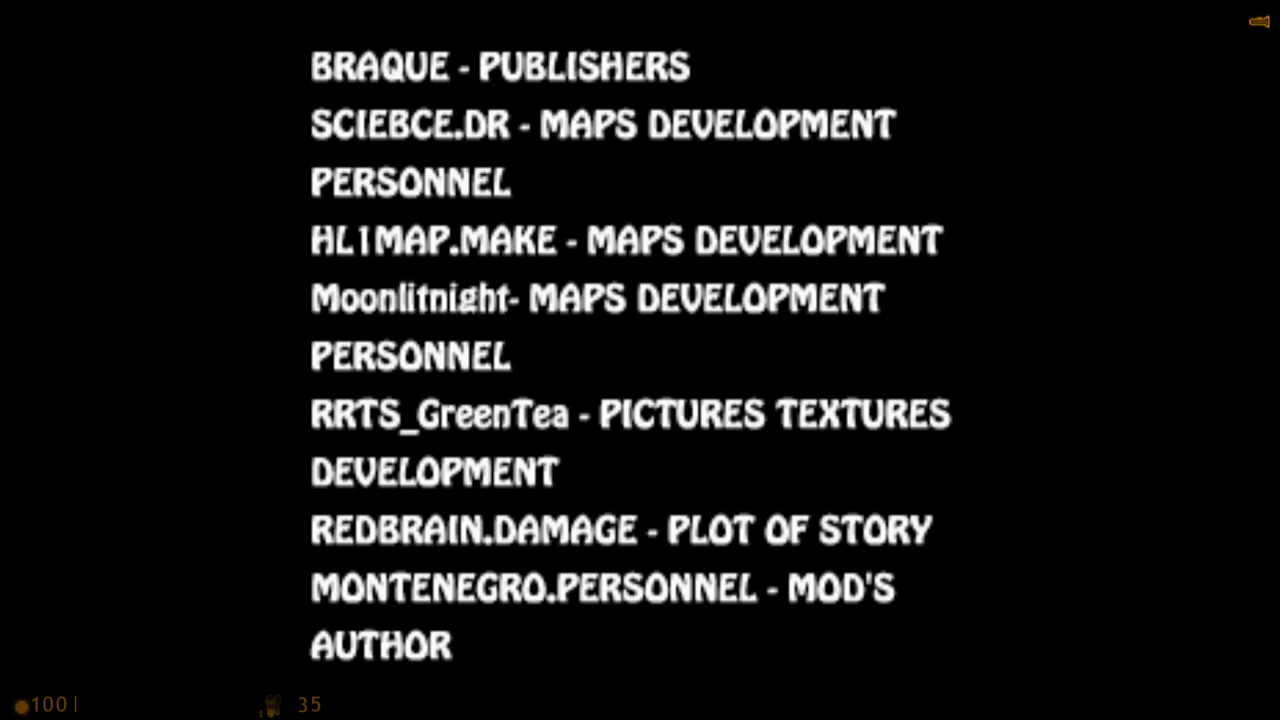 BRAQUE - PUBLISHERS
SCIEBCE.DR - MAPS DEVELOPMENT
PERSONNEL
HL1MAP.MAKE - MAPS DEVELOPMENT
Moonlitnight- MAPS DEVELOPMENT
PERSONNEL
RRTS_GreenTea - PICTURES TEXTURES
DEVELOPMENT
REDBRAIN.DAMAGE - PLOT OF STORY
MONTENEGRO.PERSONNEL - MOD'S
AUTHOR
100 | 35